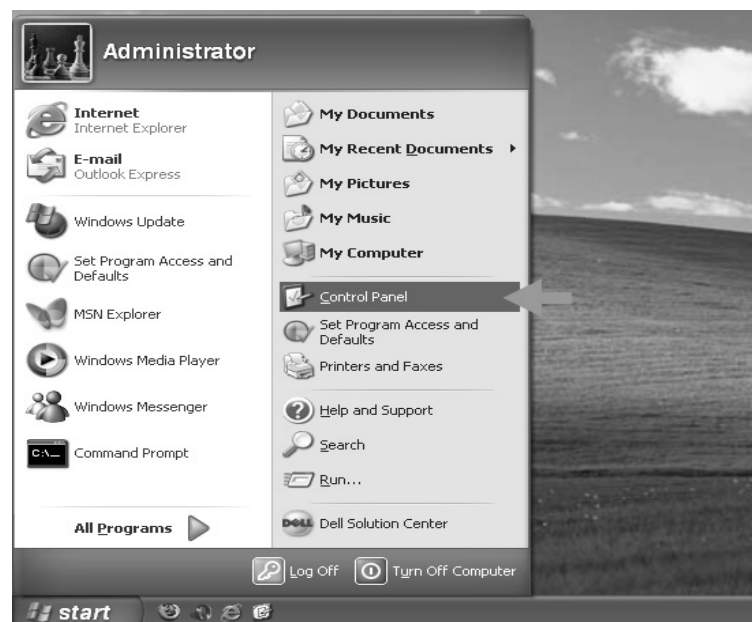 Administrator
Internet
Internet Explorer
E-mail
Outlook Express
Windows Update
Set Program Access and
Defaults
MSN Explorer
Windows Media Player
Windows Messenger
C:\_
Command Prompt
All Programs
My Documents
My Recent Documents
My Pictures
My Music
My Computer
Control Panel
Set Program Access and
Defaults
Printers and Faxes
Help and Support
Search
Run...
DELL Dell Solution Center
Log Off Turn Off Computer
start